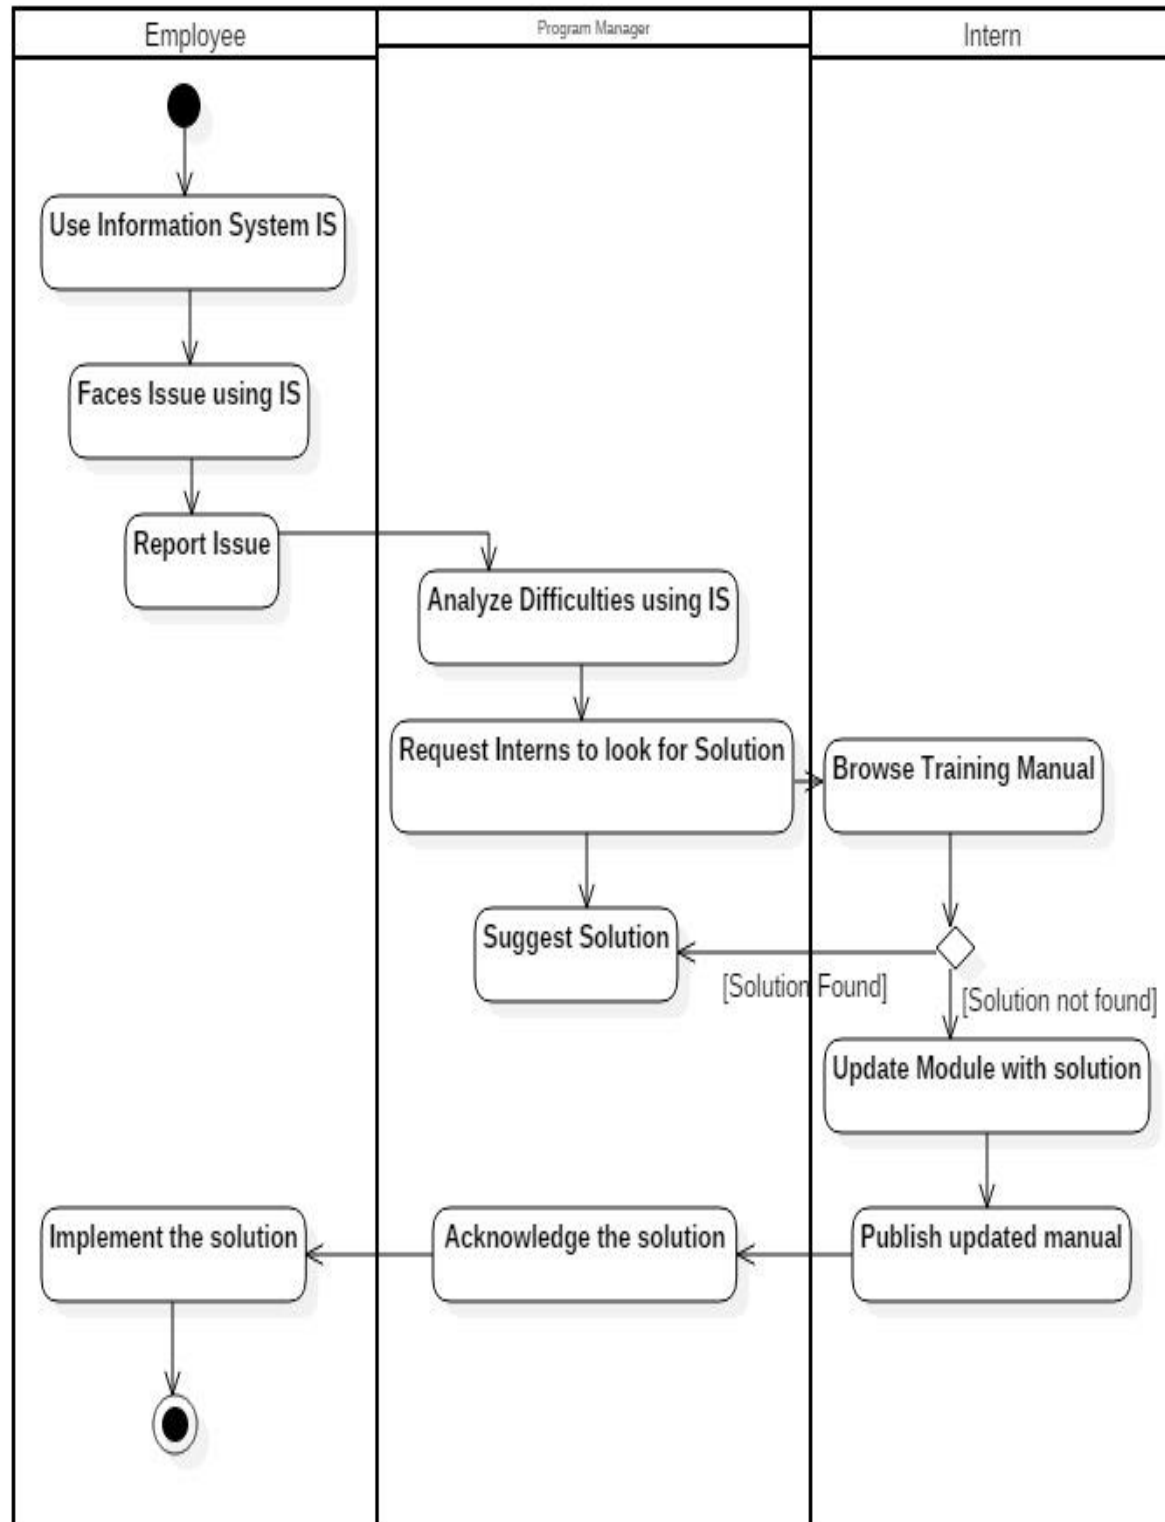 Employee
Program Manager
Intern
Use Information System IS
Faces Issue using IS
Report Issue
Analyze Difficulties using IS
Request Interns to look for Solution
Browse Training Manual
Suggest Solution
[Solution Found]
[Solution not found]
Update Module with solution
Implement the solution
Acknowledge the solution
Publish updated manual